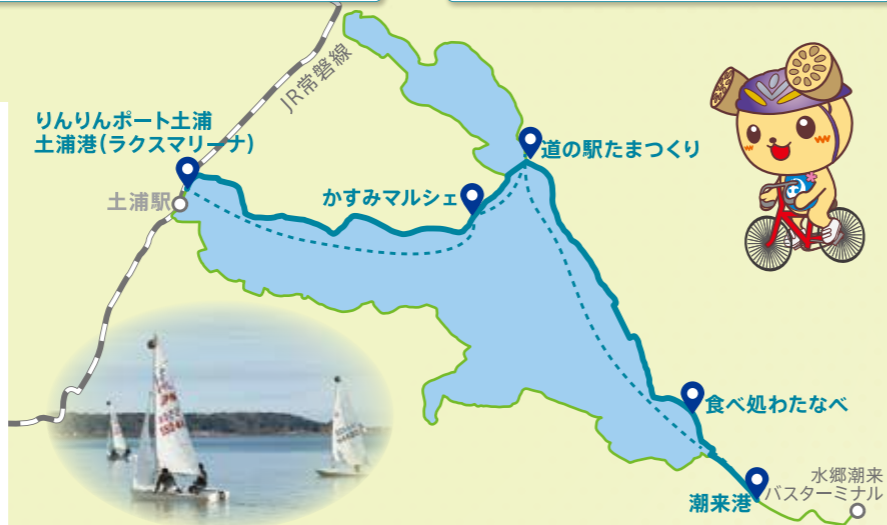 JR常磐線
りんりんポート土浦
土浦港(ラクスマリーナ)
土浦駅
かすみマルシェ
道の駅たまつくり
食べ処わたなべ
潮来港
水郷潮来
バスターミナル